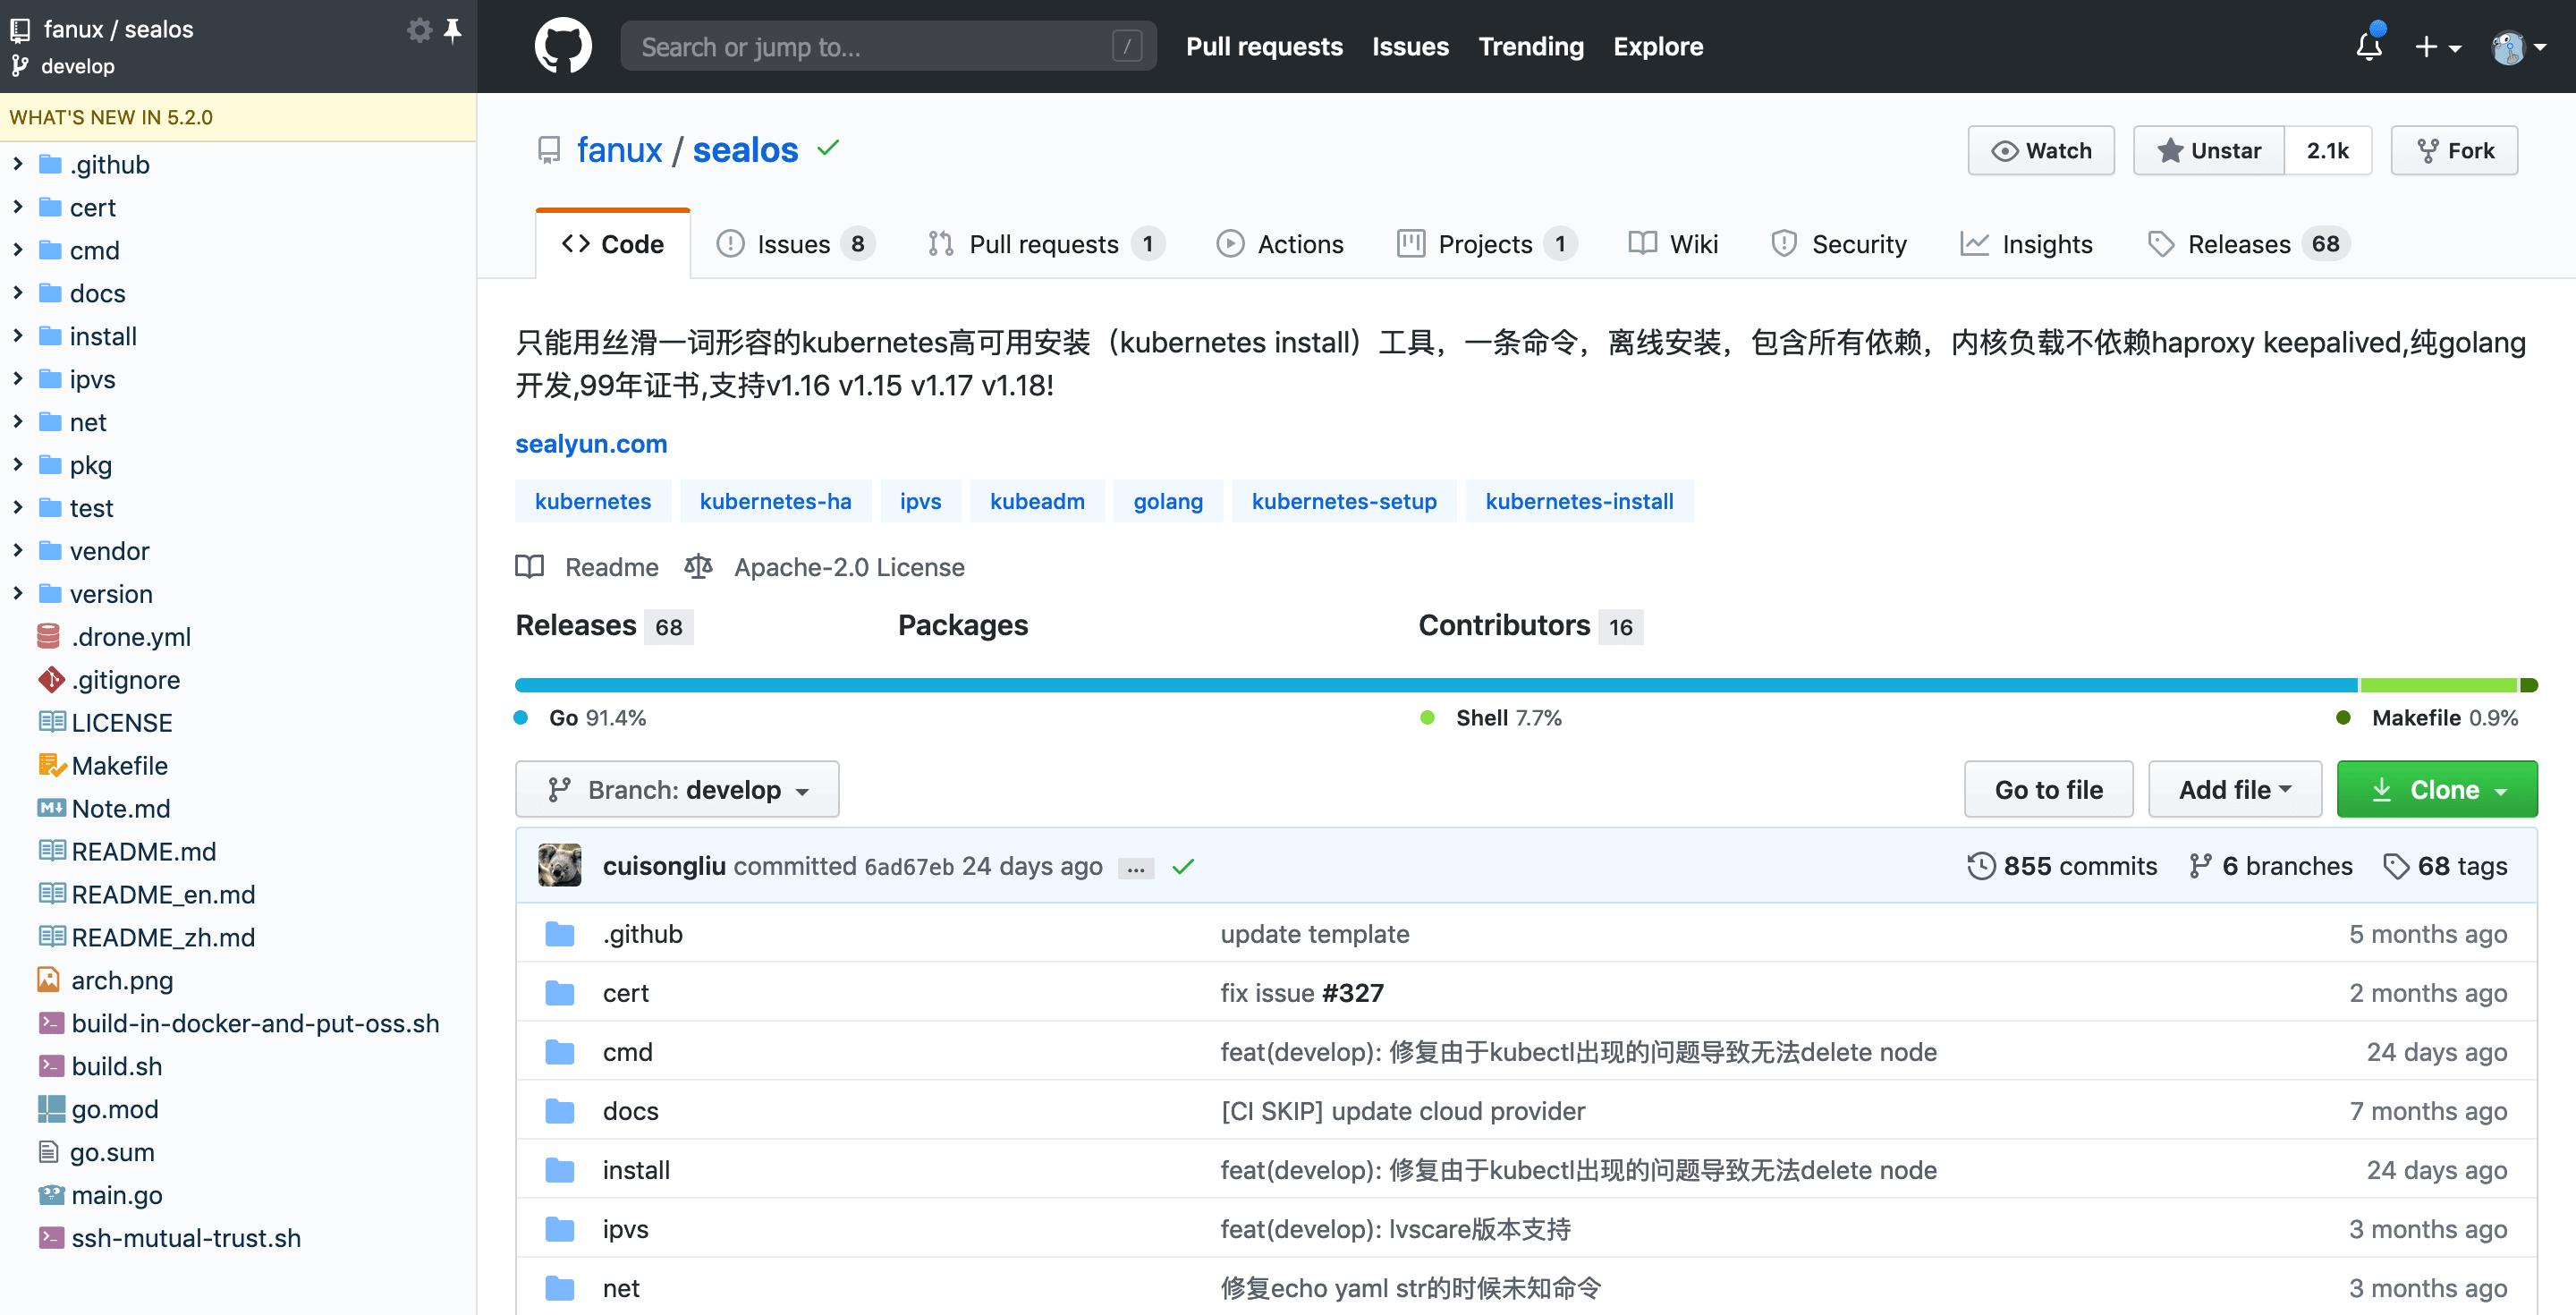 fanux / sealos
develop
WHAT'S NEW IN 5.2.0
.github
cert
cmd
docs
install
ipvs
net
pkg
test
vendor
version
.drone.yml
.gitignore
LICENSE
Makefile
Note.md
README.md
README_en.md
README_zh.md
arch.png
build-in-docker-and-put-oss.sh
build.sh
go.mod
go.sum
main.go
ssh-mutual-trust.sh
Search or jump to... / Pull requests Issues Trending Explore
fanux / sealos Watch Unstar 2.1k Fork
Code Issues 8 Pull requests 1 Actions Projects 1 Wiki Security Insights Releases 68
只能用丝滑一词形容的kubernetes高可用安装（kubernetes install）工具，一条命令，离线安装，包含所有依赖，内核负载不依赖haproxy keepalived,纯golang
开发,99年证书,支持v1.16 v1.15 v1.17 v1.18!
sealyun.com
kubernetes kubernetes-ha ipvs kubeadm golang kubernetes-setup kubernetes-install
Readme Apache-2.0 License
Releases 68 Packages Contributors 16
Go 91.4% Shell 7.7% Makefile 0.9%
Branch: develop Go to file Add file Clone
cuisongliu committed 6ad67eb 24 days ago ... 855 commits 6 branches 68 tags
.github update template 5 months ago
cert fix issue #327 2 months ago
cmd feat(develop): 修复由于kubectl出现的问题导致无法delete node 24 days ago
docs [CI SKIP] update cloud provider 7 months ago
install feat(develop): 修复由于kubectl出现的问题导致无法delete node 24 days ago
ipvs feat(develop): lvscare版本支持 3 months ago
net 修复echo yaml str的时候未知命令 3 months ago